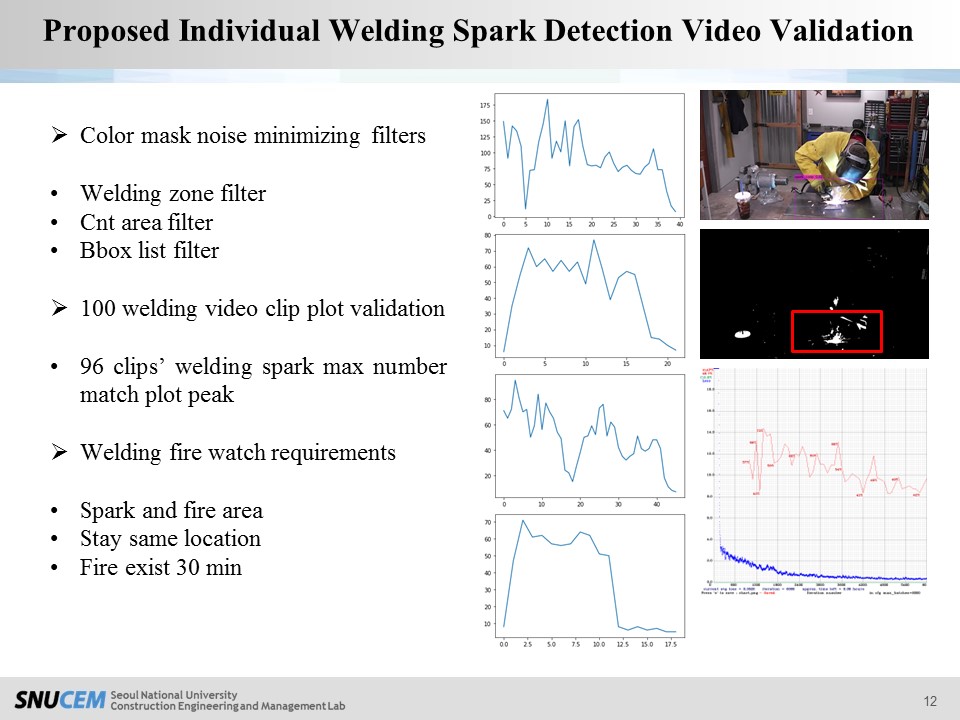 Proposed Individual Welding Spark Detection Video Validation
➢ Color mask noise minimizing filters
• Welding zone filter
• Cnt area filter
• Bbox list filter
➢ 100 welding video clip plot validation
• 96 clips’ welding spark max number
match plot peak
➢ Welding fire watch requirements
• Spark and fire area
• Stay same location
• Fire exist 30 min
175
150
125
100
75
50
25
0
0 5 10 15 20 25 30 35 40
80
70
60
50
40
30
20
10
0 5 10 15 20
80
60
40
20
0 10 20 30 40
70
60
50
40
30
20
10
0.0 2.5 5.0 7.5 10.0 12.5 15.0 17.5
Iteration number
SNUCEM
Seoul National University
Construction Engineering and Management Lab
12